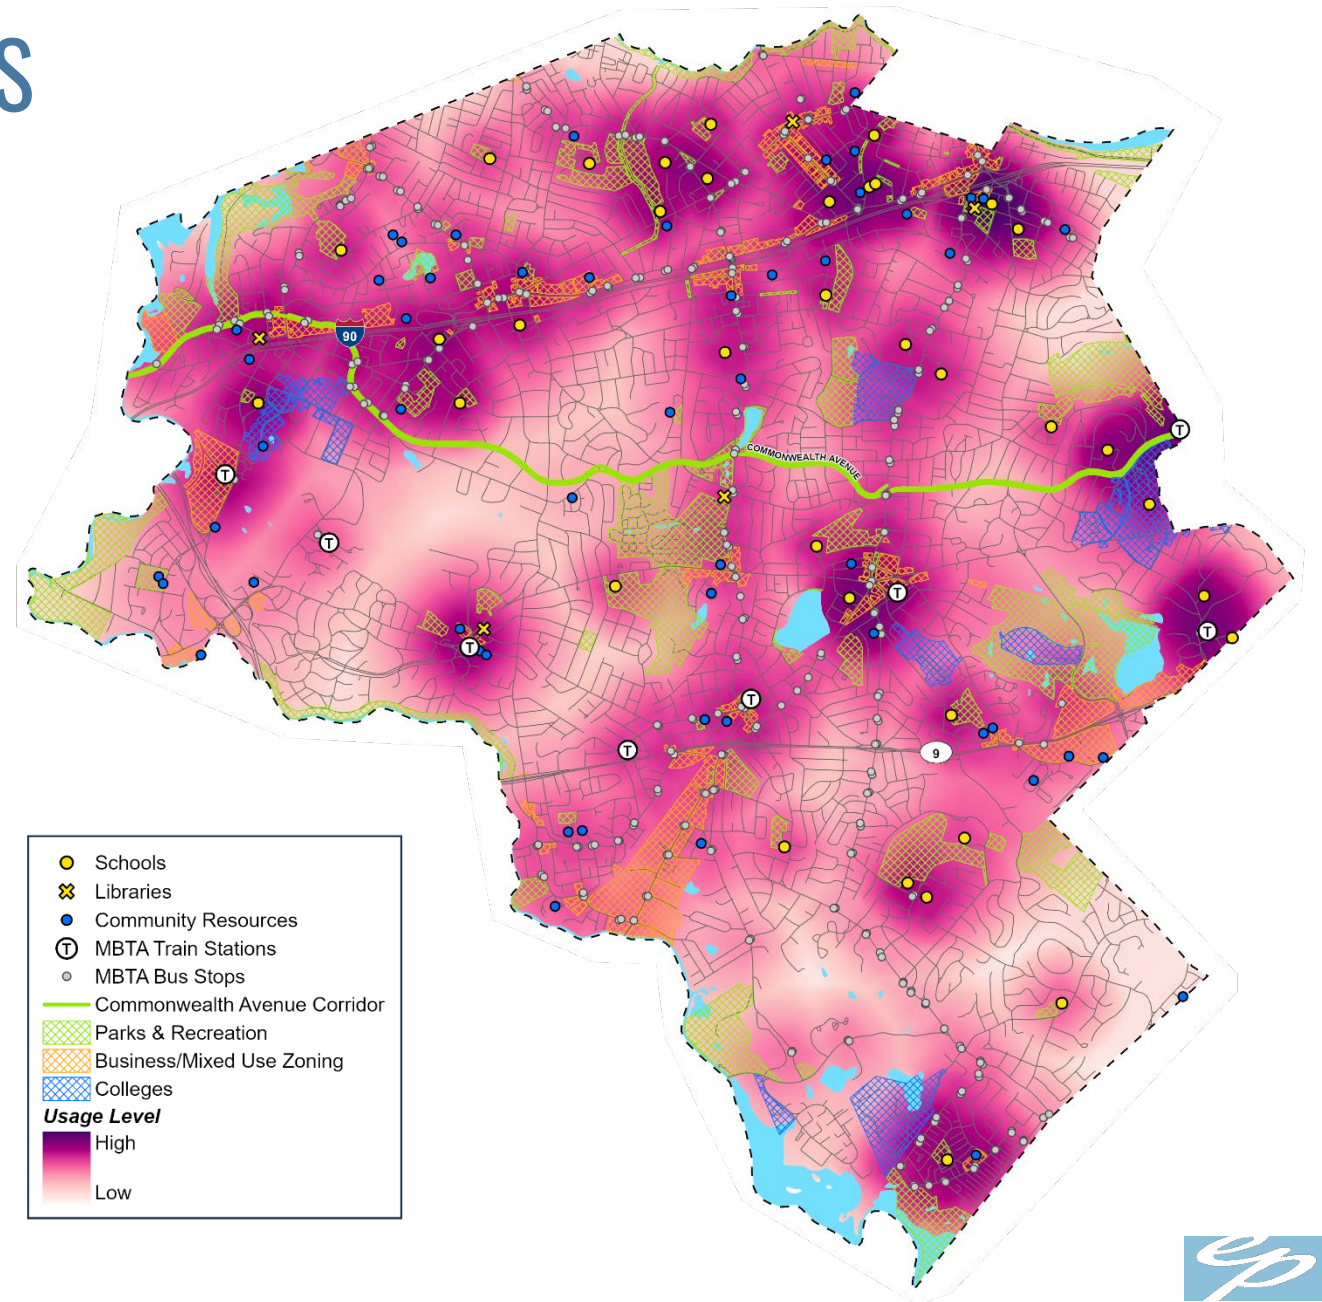 S
90
COMMONWEALTH AVENUE
T
T
T
T
T
T
T
T
9
Schools
Libraries
Community Resources
T MBTA Train Stations
MBTA Bus Stops
Commonwealth Avenue Corridor
Parks & Recreation
Business/Mixed Use Zoning
Colleges
Usage Level
High
Low
ep